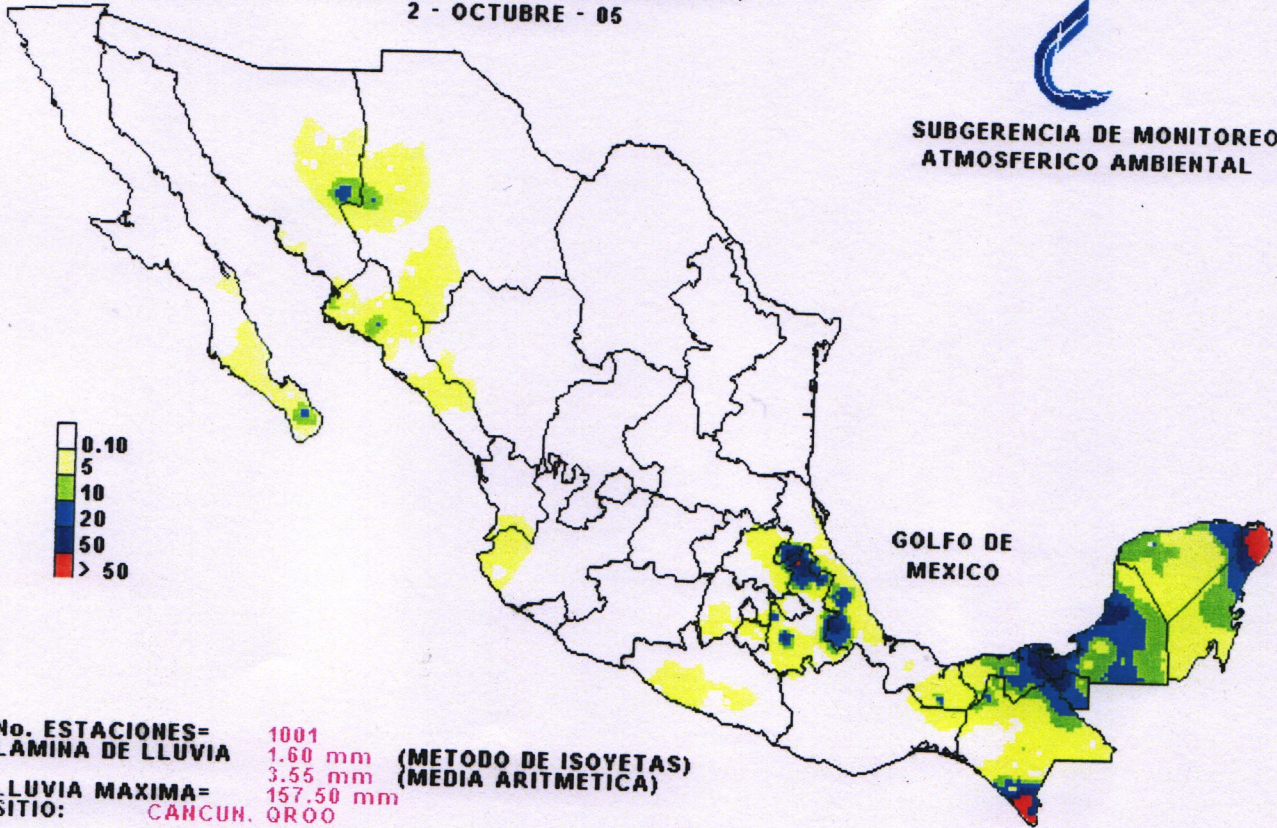 2 - OCTUBRE - 05
SUBGERENCIA DE MONITOREO
ATMOSFERICO AMBIENTAL
0.10
5
10
20
50
> 50
GOLFO DE
MEXICO
No. ESTACIONES= 1001
LAMINA DE LLUVIA 1.60 mm (METODO DE ISOYETAS)
3.55 mm (MEDIA ARITMETICA)
LLUVIA MAXIMA= 157.50 mm
SITIO: CANCUN. QROO